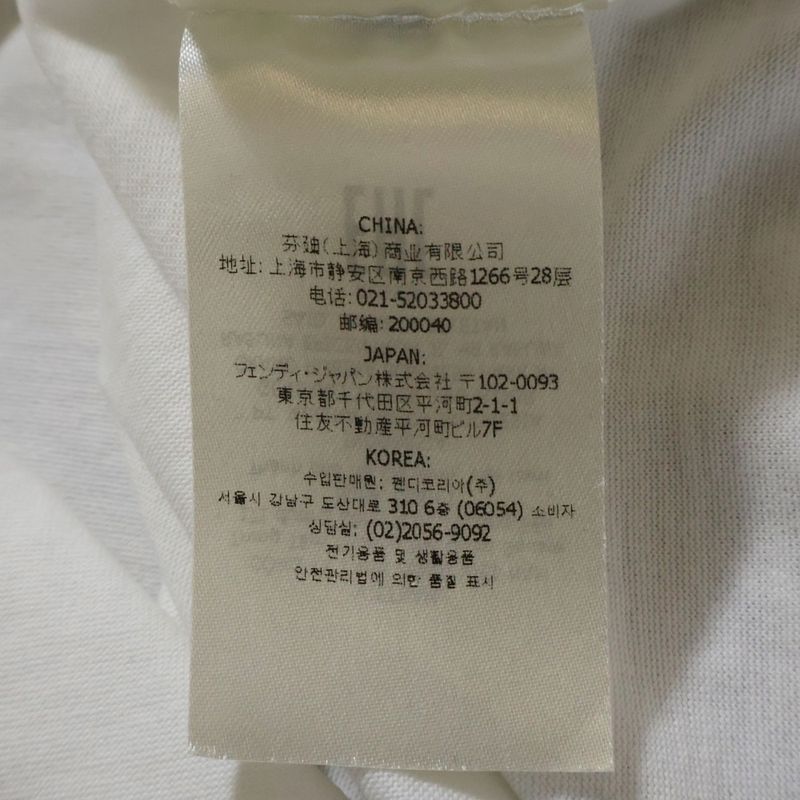 CHINA:
芬迪(上海)商业有限公司
地址: 上海市静安区南京西路1266号28层
电话: 021-52033800
邮编: 200040
JAPAN:
フェンディ・ジャパン株式会社 〒102-0093
東京都千代田区平河町2-1-1
住友不動産平河町ビル7F
KOREA:
수입판매원: 펜디코리아(주)
서울시 강남구 도산대로 310 6층 (06054) 소비자
상담실: (02)2056-9092
전기용품 및 생활용품
안전관리법에 의한 품질 표시